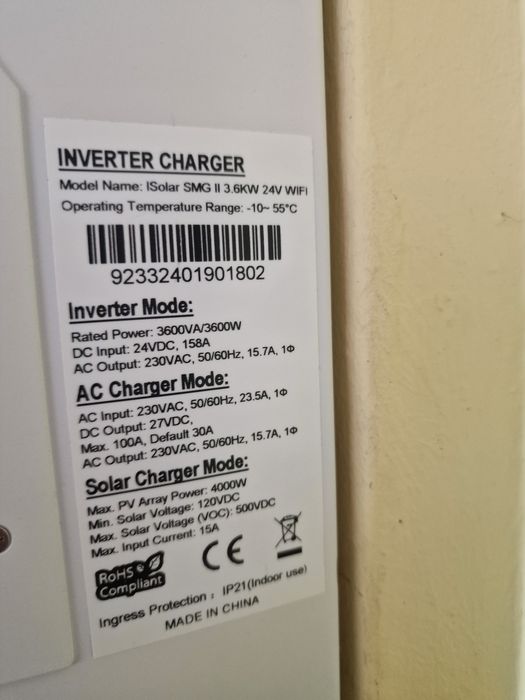 INVERTER CHARGER
Model Name: ISolar SMG II 3.6KW 24V WIFI
Operating Temperature Range: -10~ 55°C
92332401901802
Inverter Mode:
Rated Power: 3600VA/3600W
DC Input: 24VDC, 158A
AC Output: 230VAC, 50/60Hz, 15.7A, 1Φ
AC Charger Mode:
AC Input: 230VAC, 50/60Hz, 23.5A, 1Φ
DC Output: 27VDC,
Max. 100A, Default 30A
AC Output: 230VAC, 50/60Hz, 15.7A, 1Φ
Solar Charger Mode:
Max. PV Array Power: 4000W
Min. Solar Voltage: 120VDC
Max. Solar Voltage (VOC): 500VDC
Max. Input Current: 15A
RoHS
Compliant
CE
Ingress Protection : IP21(Indoor use)
MADE IN CHINA